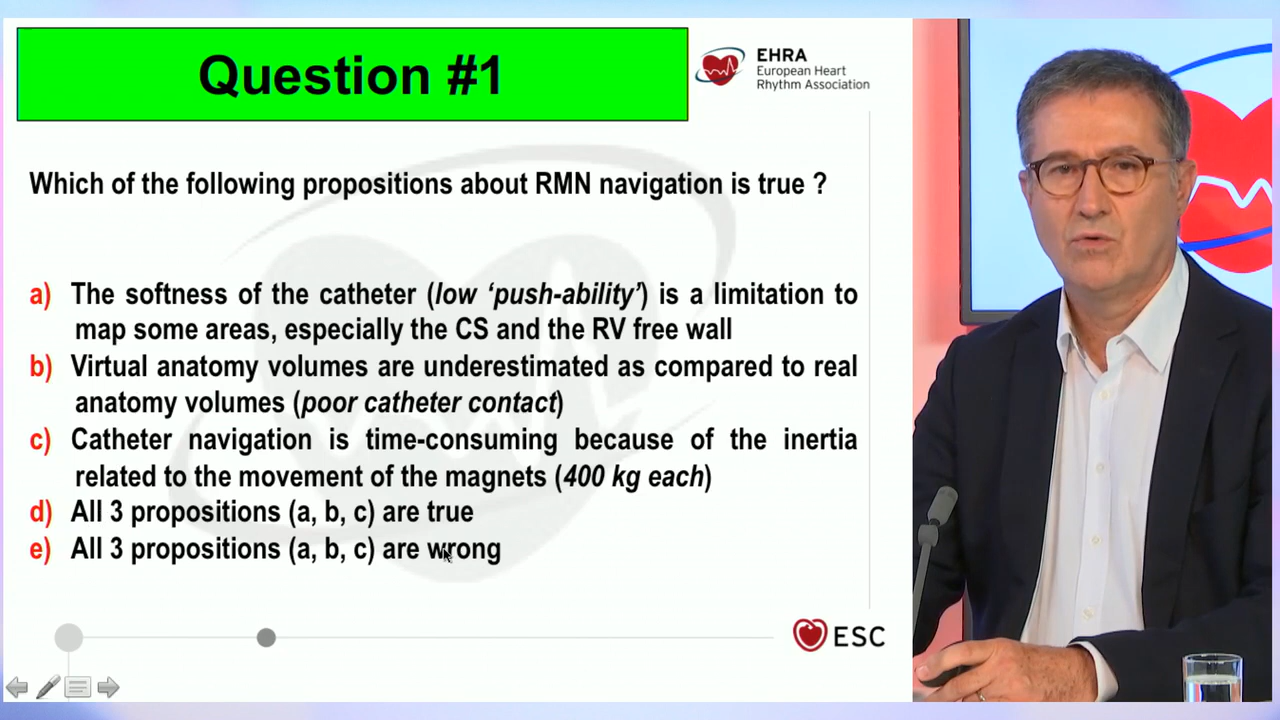 Question #1
EHRA
European Heart
Rhythm Association
Which of the following propositions about RMN navigation is true ?
a) The softness of the catheter (low ‘push-ability’) is a limitation to
map some areas, especially the CS and the RV free wall
b) Virtual anatomy volumes are underestimated as compared to real
anatomy volumes (poor catheter contact)
c) Catheter navigation is time-consuming because of the inertia
related to the movement of the magnets (400 kg each)
d) All 3 propositions (a, b, c) are true
e) All 3 propositions (a, b, c) are wrong
ESC